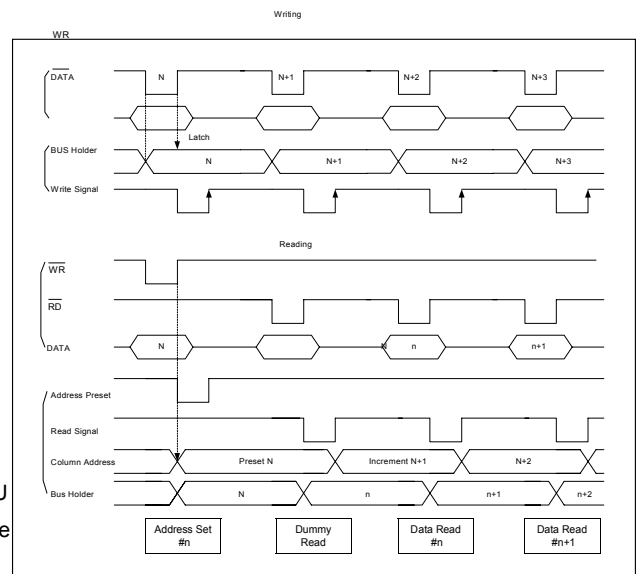 Writing
WR
DATA
N N+1 N+2 N+3
Latch
BUS Holder
N N+1 N+2 N+3
Write Signal
Reading
WR
RD
DATA
N N n n+1
Address Preset
Read Signal
Column Address
Preset N Increment N+1 N+2
Bus Holder
N n n+1 n+2
U
e
Address Set
#n
Dummy
Read
Data Read
#n
Data Read
#n+1